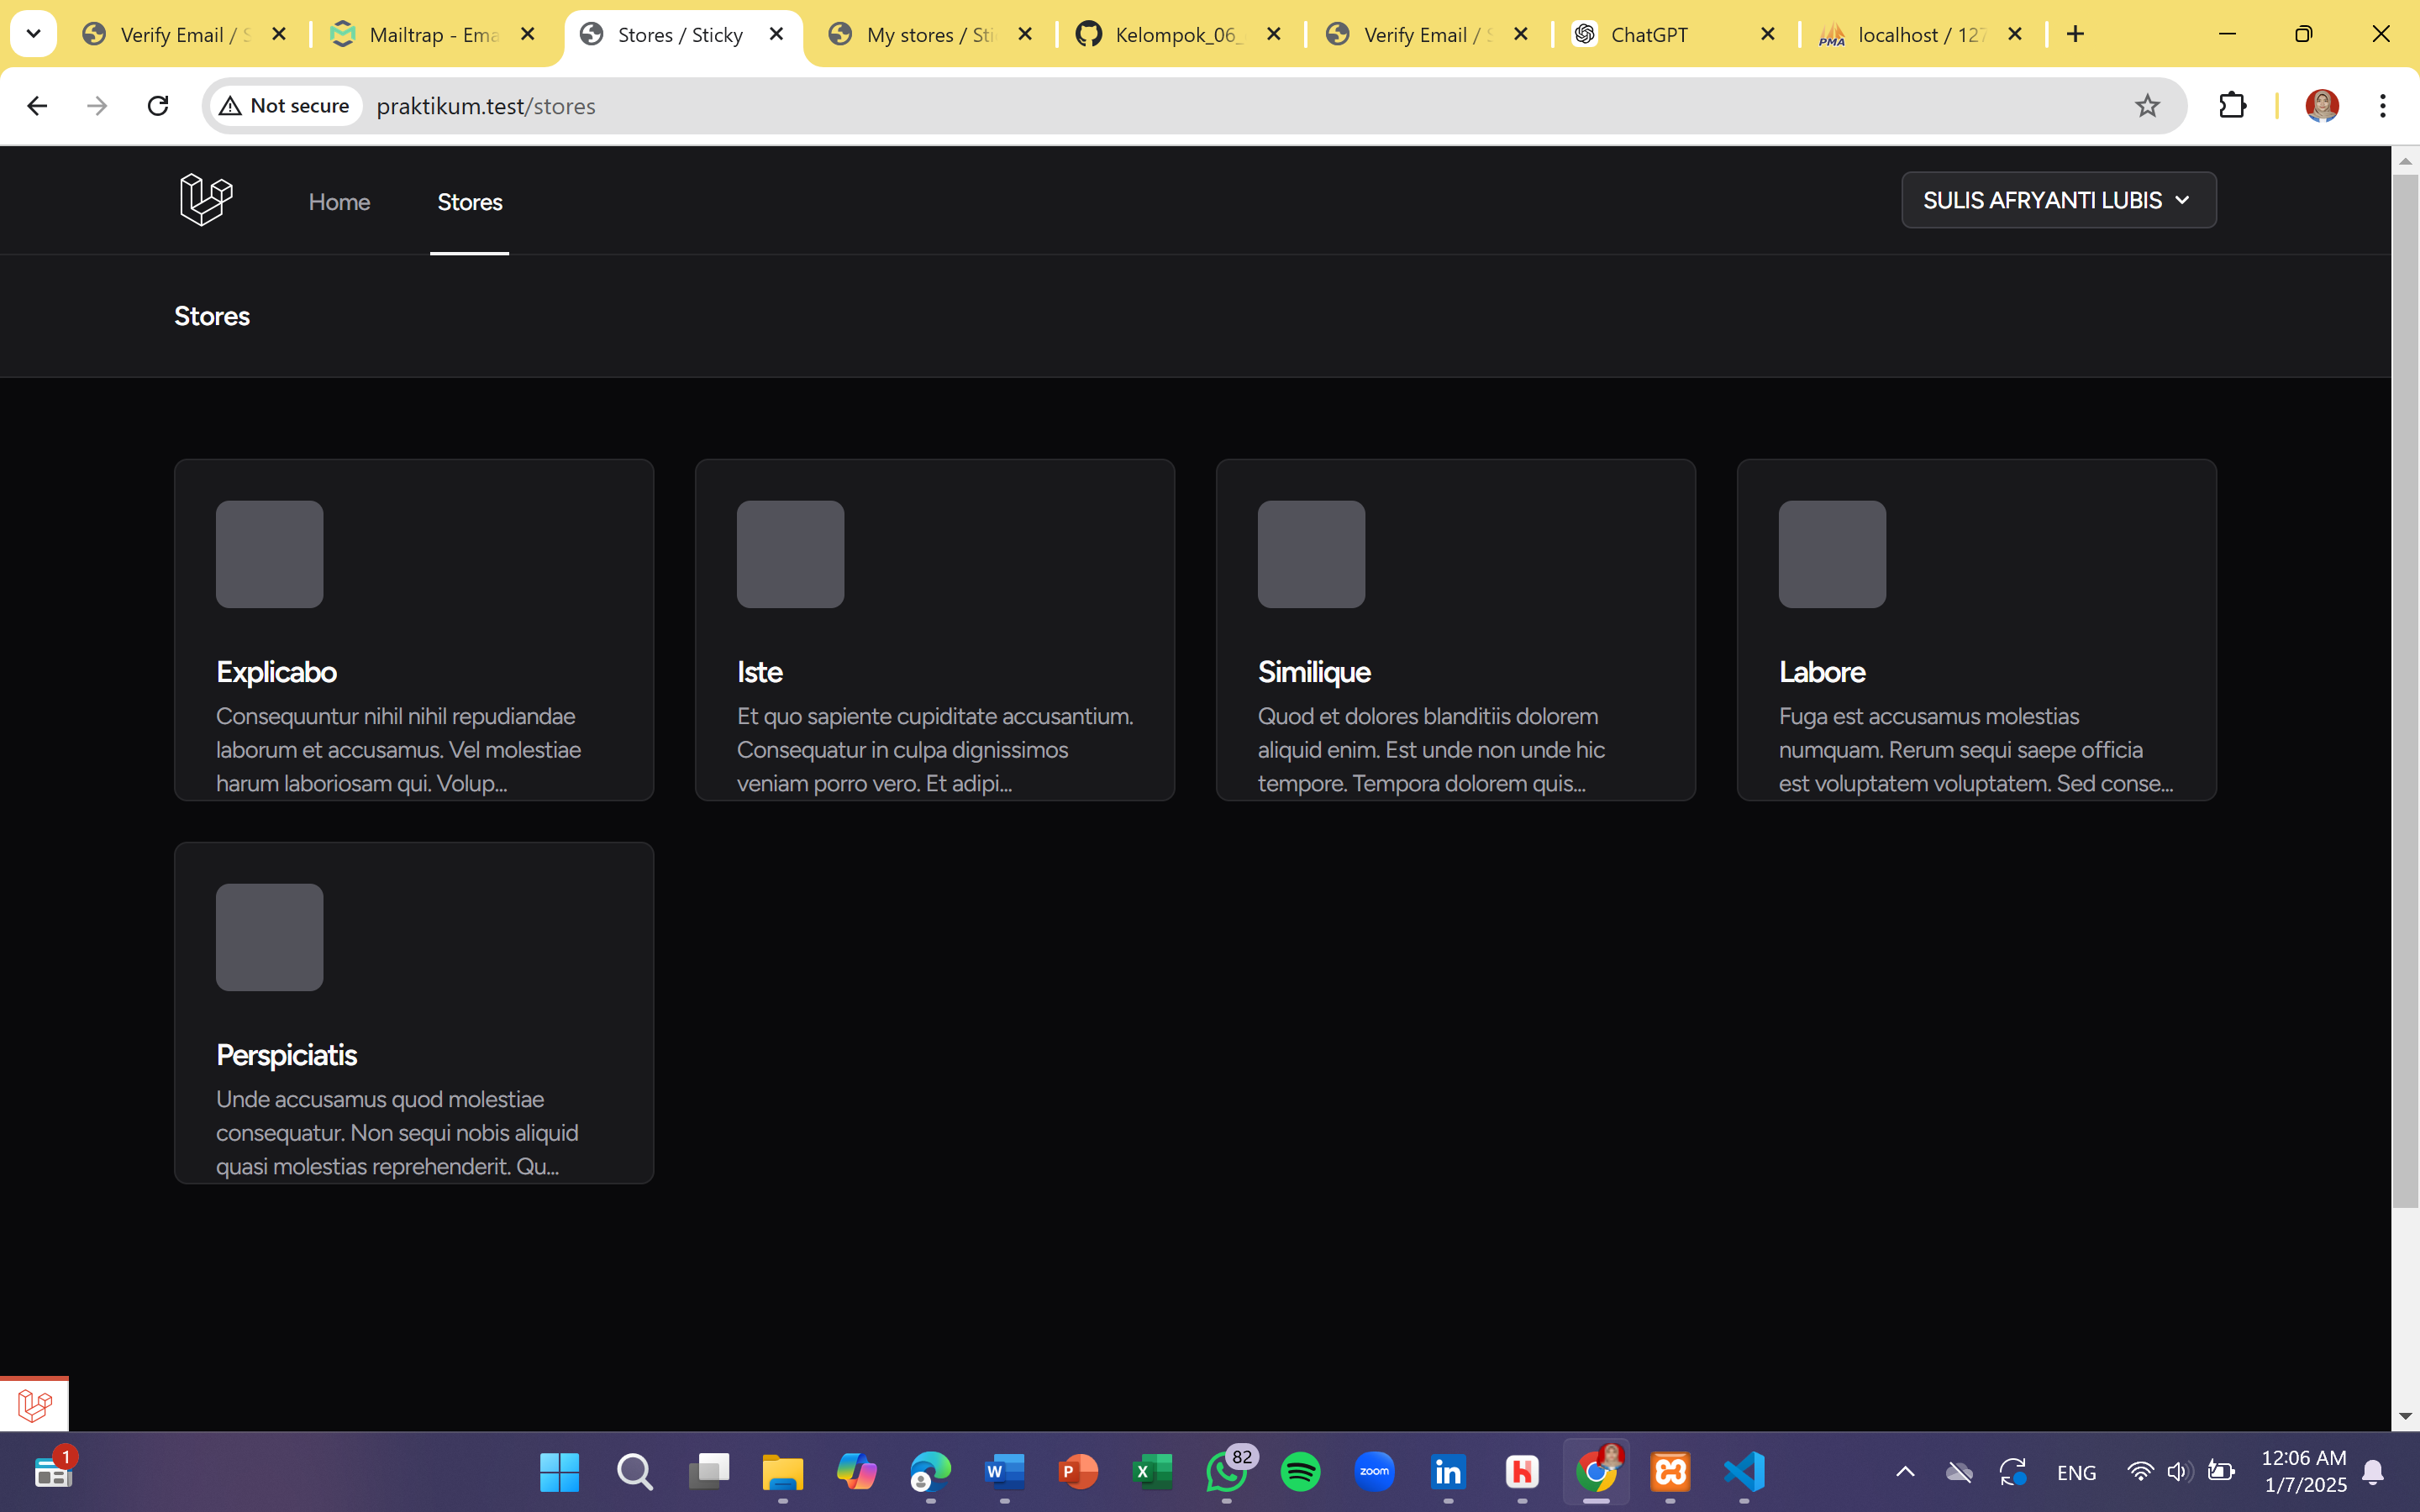 Verify Email / S
Mailtrap - Ema
Stores / Sticky
My stores / Sti
Kelompok_06_
Verify Email / S
ChatGPT
PMA
localhost / 127
Not secure
praktikum.test/stores
Home
Stores
SULIS AFRYANTI LUBIS
Stores
Explicabo
Consequuntur nihil nihil repudiandae
laborum et accusamus. Vel molestiae
harum laboriosam qui. Volup...
Iste
Et quo sapiente cupiditate accusantium.
Consequatur in culpa dignissimos
veniam porro vero. Et adipi...
Similique
Quod et dolores blanditiis dolorem
aliquid enim. Est unde non unde hic
tempore. Tempora dolorem quis...
Labore
Fuga est accusamus molestias
numquam. Rerum sequi saepe officia
est voluptatem voluptatem. Sed conse...
Perspiciatis
Unde accusamus quod molestiae
consequatur. Non sequi nobis aliquid
quasi molestias reprehenderit. Qu...
1
W
P
X
82
zoom
in
h
ENG
12:06 AM
1/7/2025